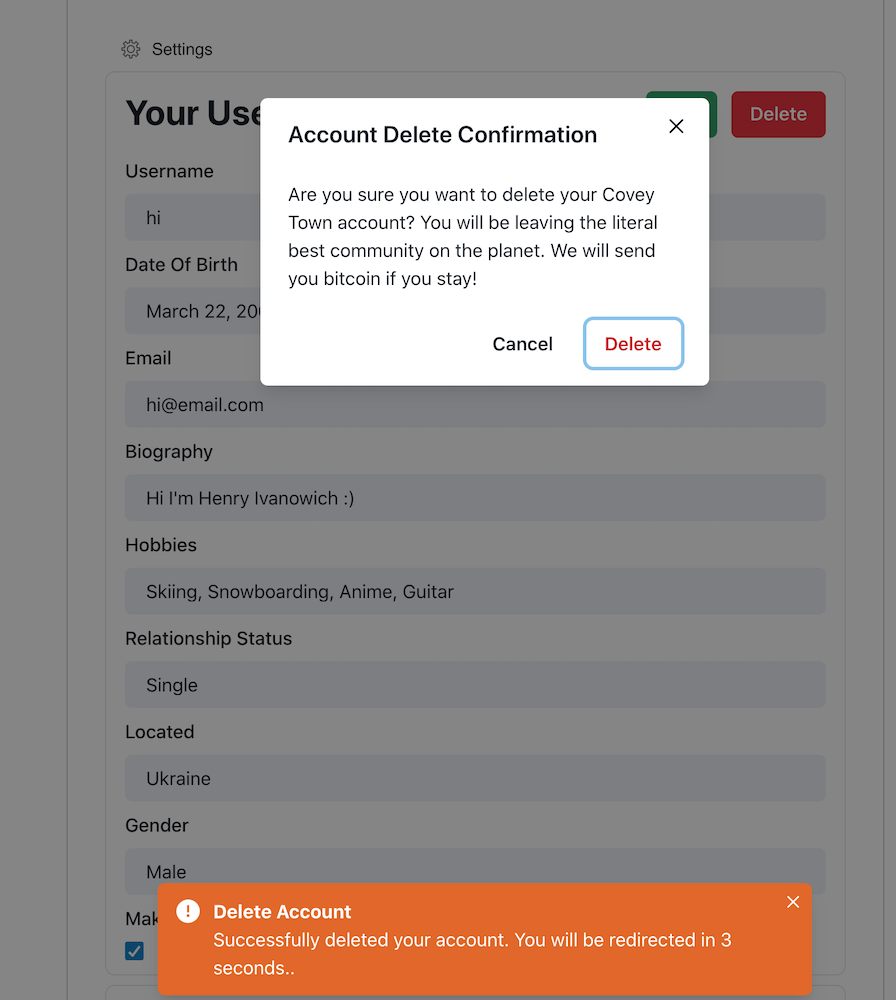 Settings
Your Use
Delete
Account Delete Confirmation
Are you sure you want to delete your Covey
Town account? You will be leaving the literal
best community on the planet. We will send
you bitcoin if you stay!
Cancel
Delete
Username
hi
Date Of Birth
March 22, 20
Email
hi@email.com
Biography
Hi I'm Henry Ivanowich :)
Hobbies
Skiing, Snowboarding, Anime, Guitar
Relationship Status
Single
Located
Ukraine
Gender
Male
Mak
Delete Account
Successfully deleted your account. You will be redirected in 3
seconds..